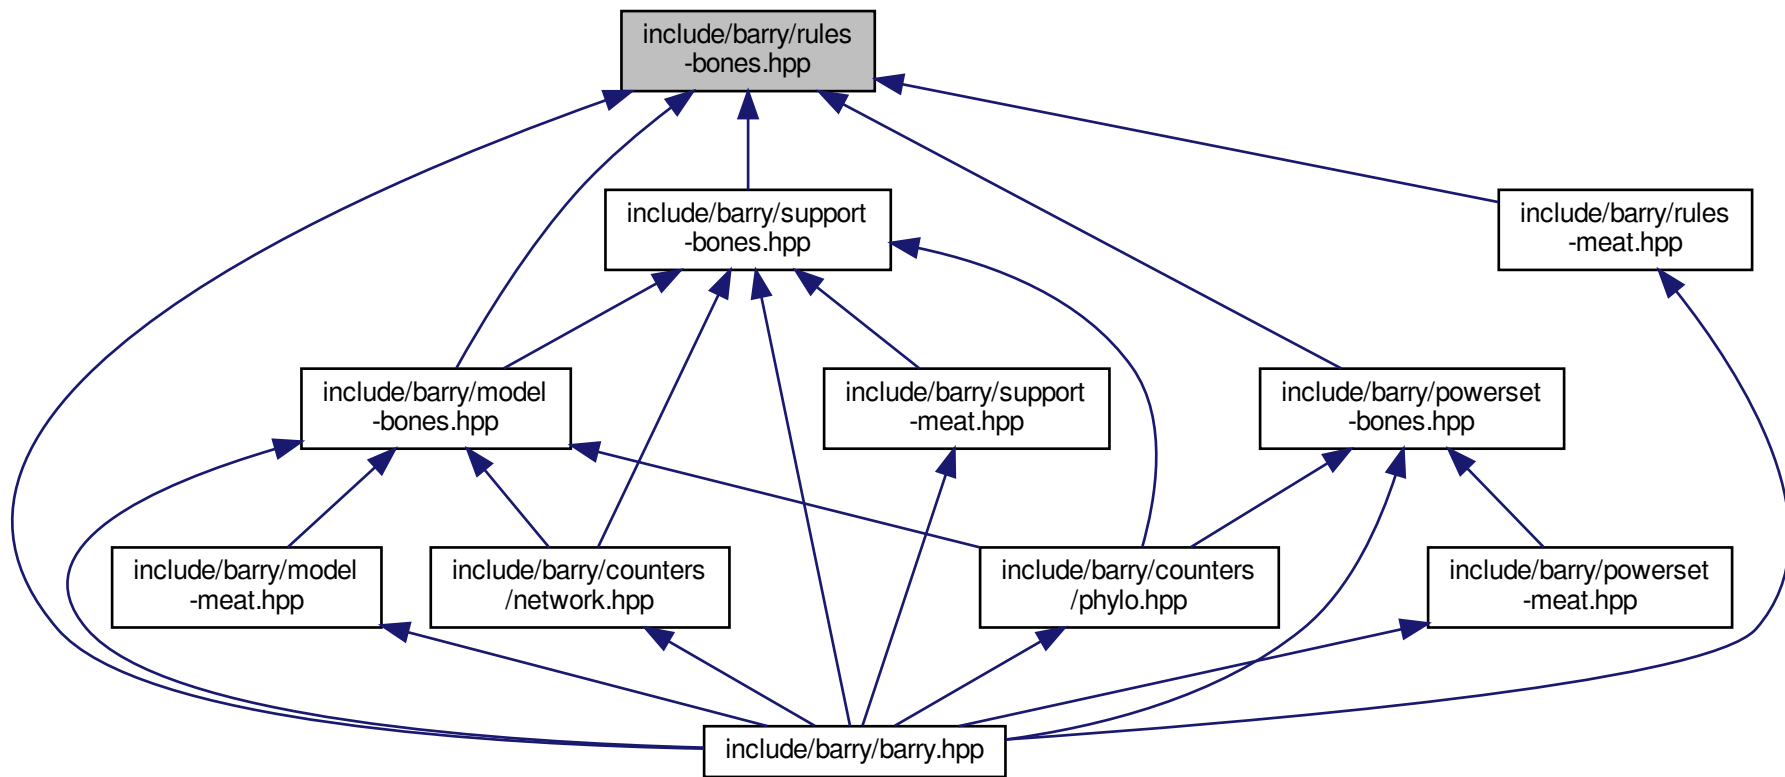 include/barry/rules
-bones.hpp
include/barry/support
-bones.hpp
include/barry/rules
-meat.hpp
include/barry/model
-bones.hpp
include/barry/support
-meat.hpp
include/barry/powerset
-bones.hpp
include/barry/model
-meat.hpp
include/barry/counters
/network.hpp
include/barry/counters
/phylo.hpp
include/barry/powerset
-meat.hpp
include/barry/barry.hpp